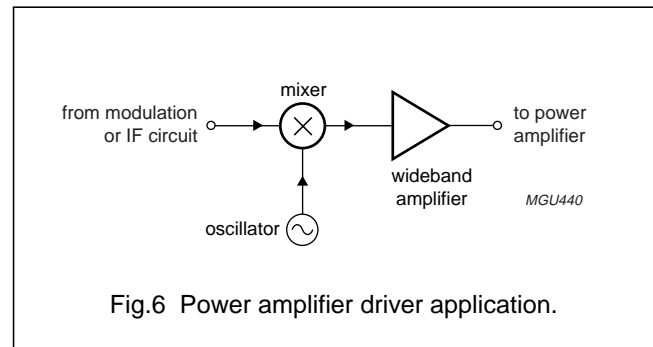 mixer
from modulation
or IF circuit
to power
amplifier
wideband
amplifier
MGU440
oscillator
Fig.6 Power amplifier driver application.